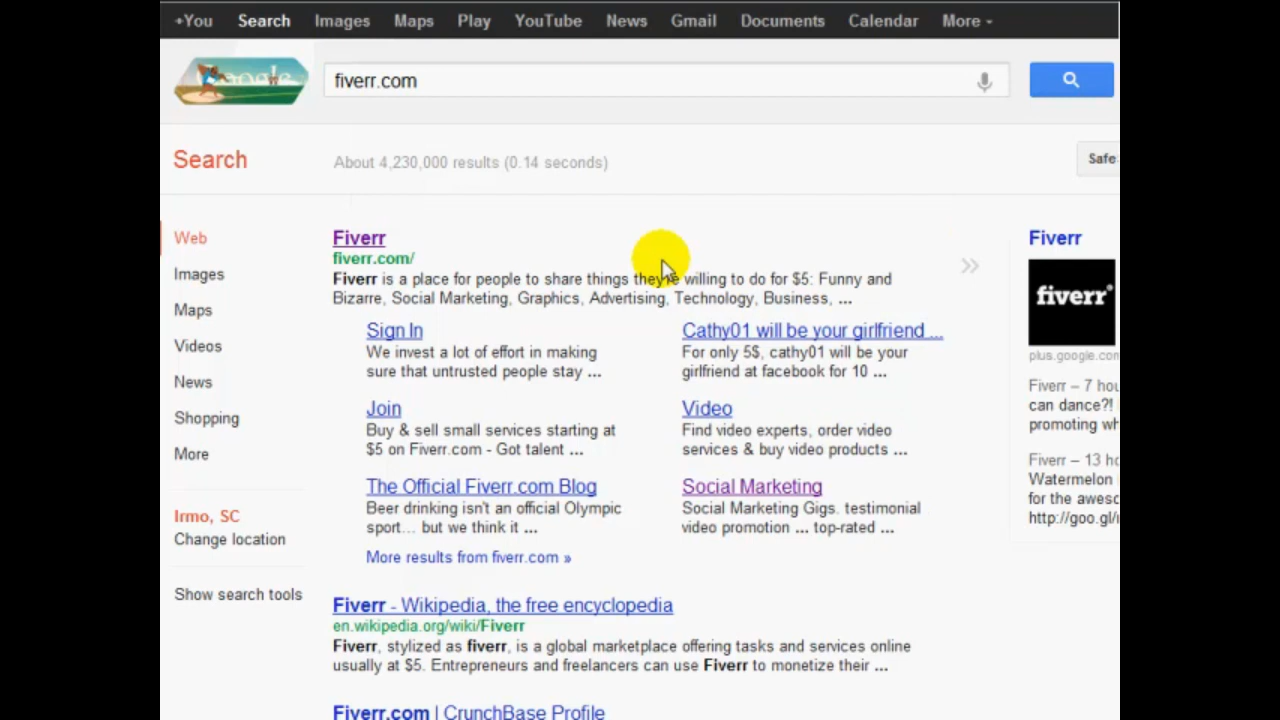 +You Search Images Maps Play YouTube News Gmail Documents Calendar More
Google
fiverr.com
Search
About 4,230,000 results (0.14 seconds)
Safe
Web
Images
Maps
Videos
News
Shopping
More
Irmo, SC
Change location
Show search tools
Fiverr
fiverr.com/
Fiverr is a place for people to share things they're willing to do for $5: Funny and
Bizarre, Social Marketing, Graphics, Advertising, Technology, Business, ...
Sign In
We invest a lot of effort in making
sure that untrusted people stay ...
Cathy01 will be your girlfriend ...
For only 5$, cathy01 will be your
girlfriend at facebook for 10 ...
Join
Buy & sell small services starting at
$5 on Fiverr.com - Got talent ...
Video
Find video experts, order video
services & buy video products ...
The Official Fiverr.com Blog
Beer drinking isn't an official Olympic
sport... but we think it ...
Social Marketing
Social Marketing Gigs. testimonial
video promotion ... top-rated ...
More results from fiverr.com »
Fiverr - Wikipedia, the free encyclopedia
en.wikipedia.org/wiki/Fiverr
Fiverr, stylized as fiverr, is a global marketplace offering tasks and services online
usually at $5. Entrepreneurs and freelancers can use Fiverr to monetize their ...
Fiverr.com | CrunchBase Profile
Fiverr
fiverr®
plus.google.com
Fiverr – 7 hou
can dance?!
promoting wh
Fiverr – 13 ho
Watermelon
for the aweso
http://goo.gl/